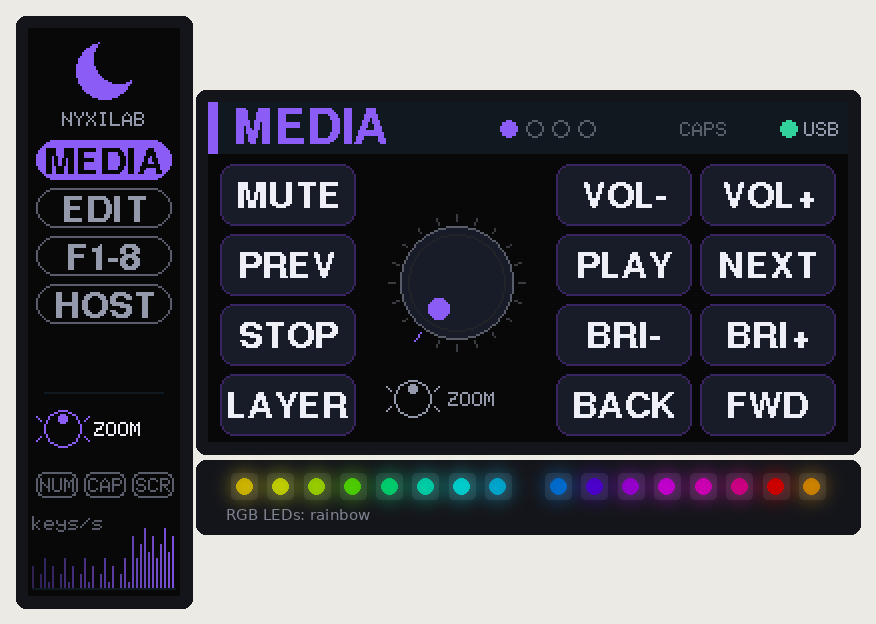 NYXILAB
MEDIA
EDIT
F1-8
HOST
ZOOM
NUM CAP SCR
keys/s
MEDIA CAPS USB
MUTE VOL- VOL+
PREV PLAY NEXT
STOP BRI- BRI+
ZOOM
LAYER BACK FWD
RGB LEDs: rainbow